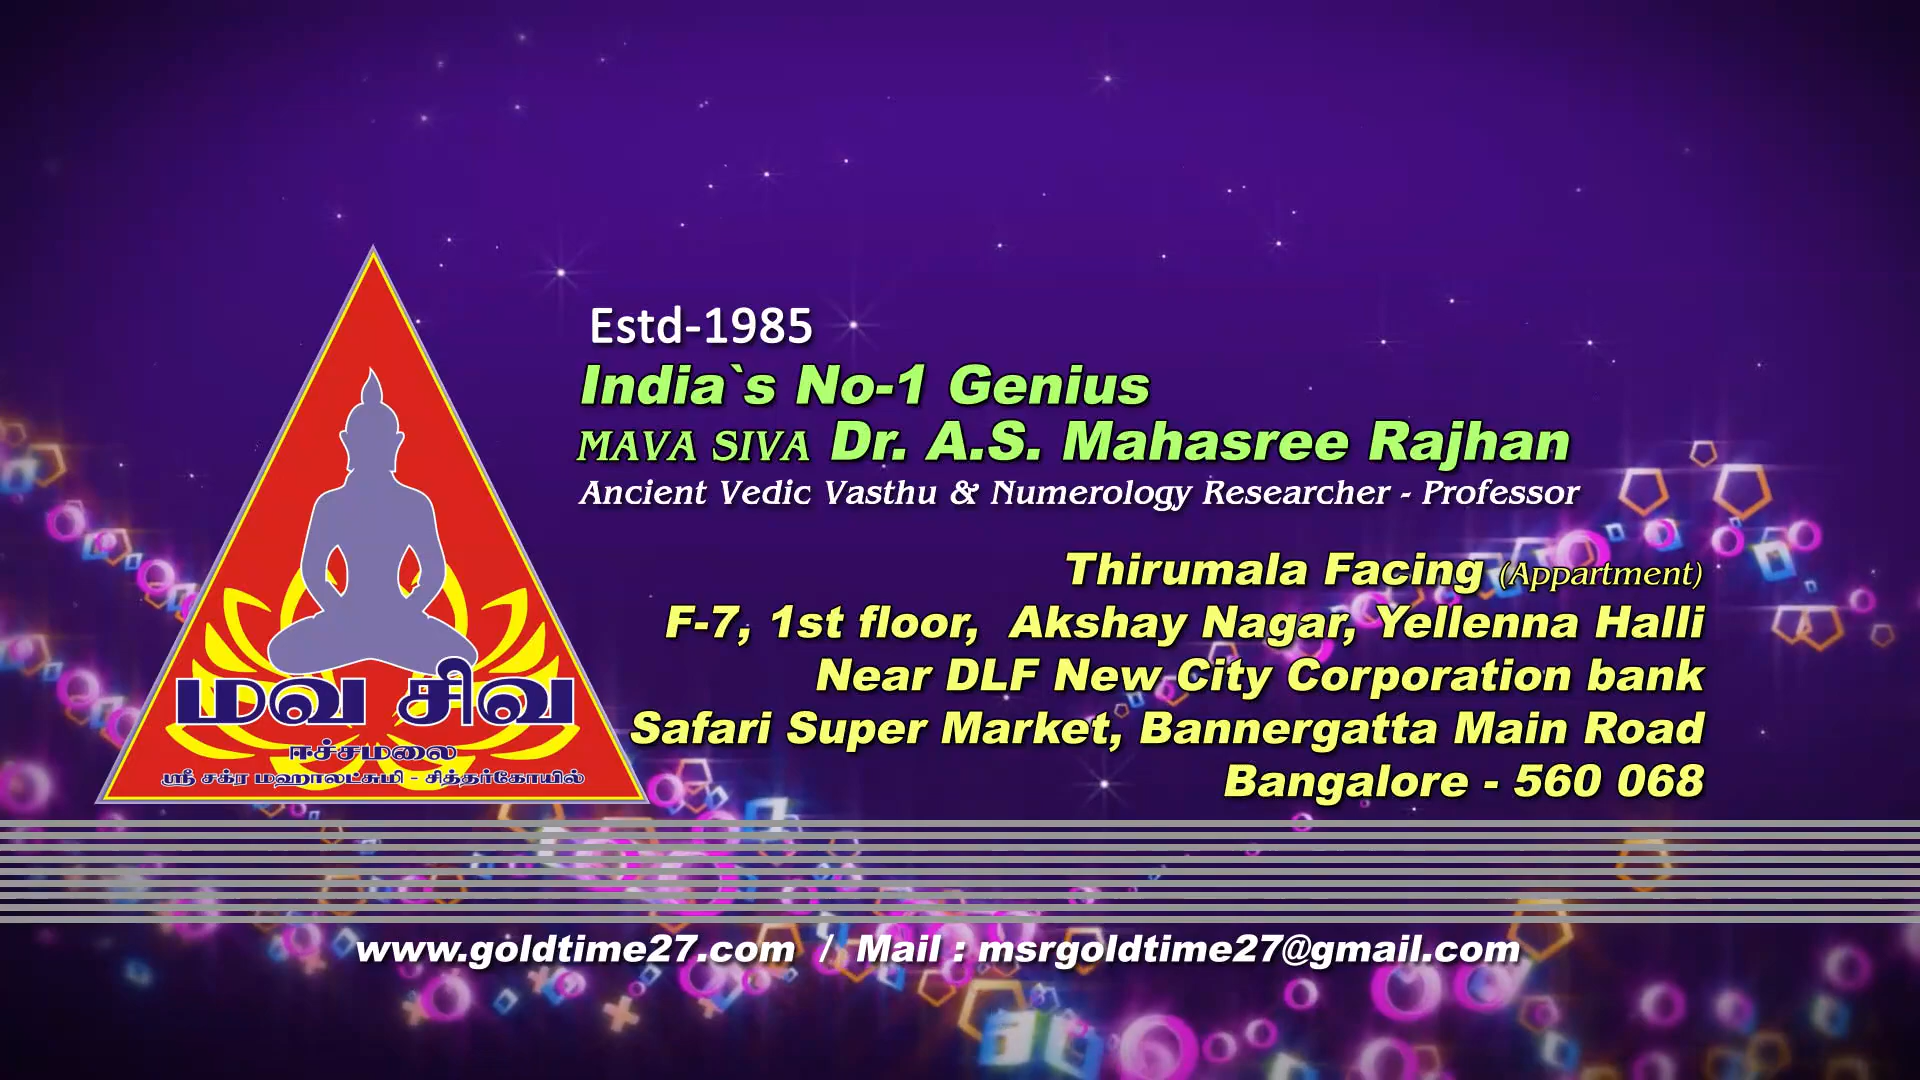 Estd-1985
India`s No-1 Genius
MAVA SIVA Dr. A.S. Mahasree Rajhan
Ancient Vedic Vasthu & Numerology Researcher - Professor
மவ சிவ
ஈச்சமலை
ஸ்ரீ சக்ர மஹாலட்சுமி - சித்தர்கோயில்
Thirumala Facing (Appartment)
F-7, 1st floor, Akshay Nagar, Yellenna Halli
Near DLF New City Corporation bank
Safari Super Market, Bannergatta Main Road
Bangalore - 560 068
www.goldtime27.com / Mail : msrgoldtime27@gmail.com